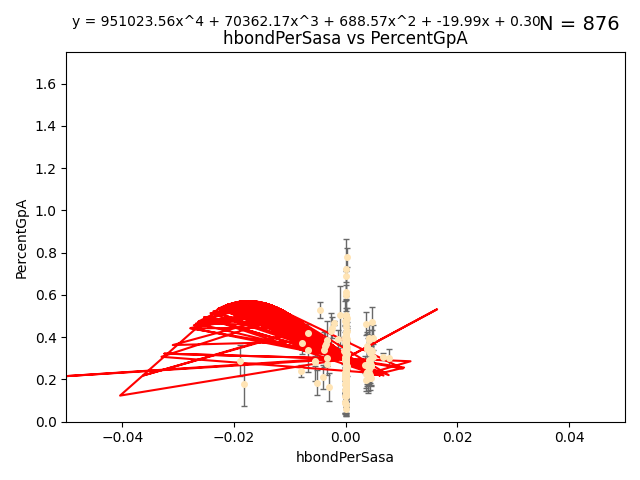 y = 951023.56x^4 + 70362.17x^3 + 688.57x^2 + -19.99x + 0.30
N = 876
hbondPerSasa vs PercentGpA
1.6
1.4
1.2
1.0
0.8
0.6
0.4
0.2
0.0
PercentGpA
−0.04
−0.02
0.00
0.02
0.04
hbondPerSasa